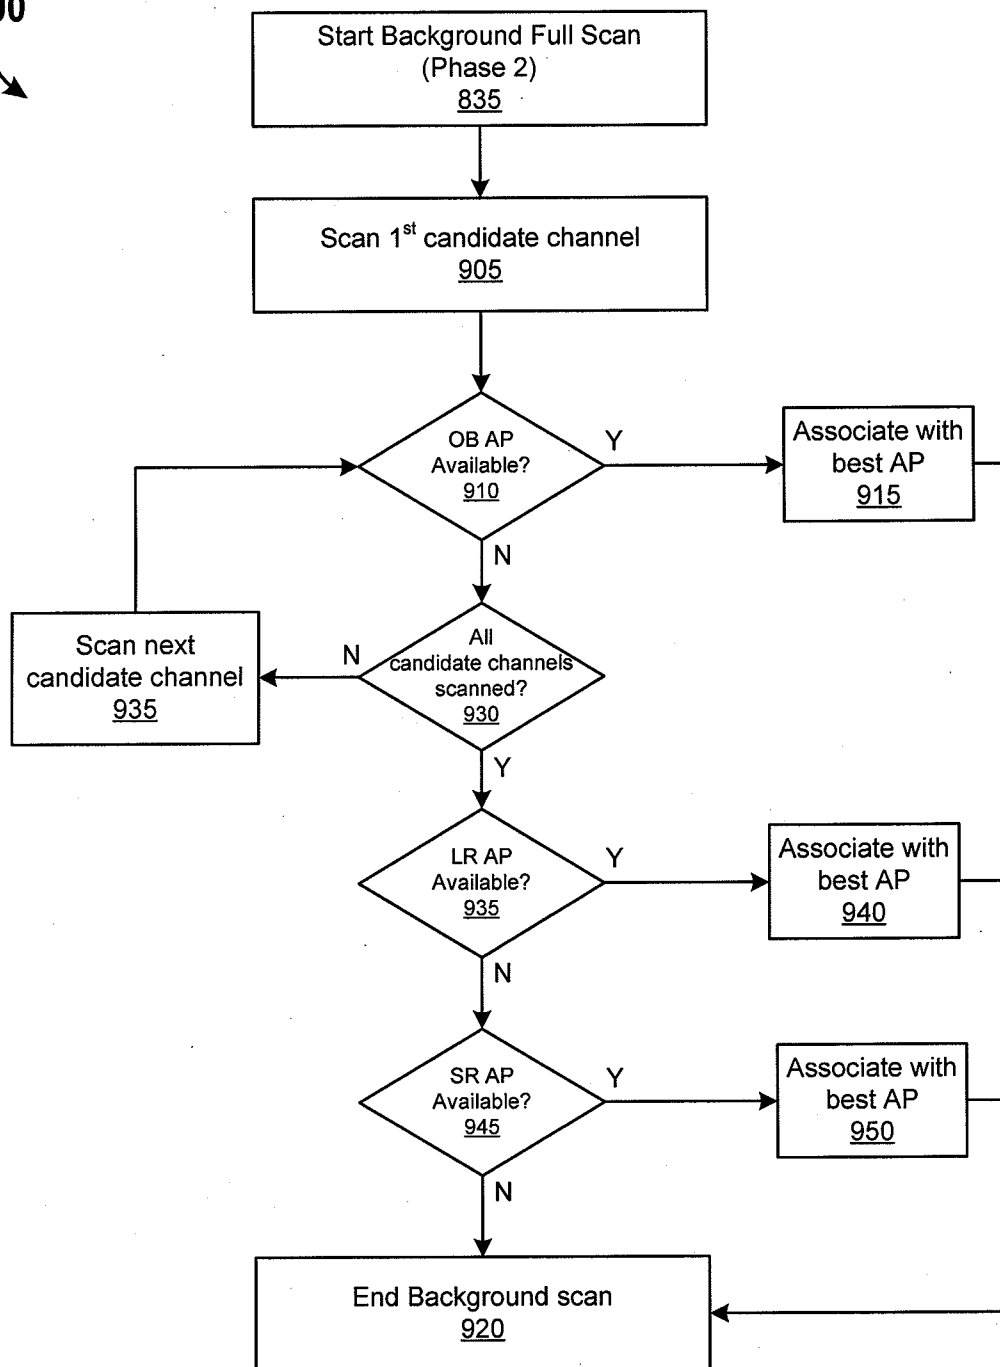 Start Background Full Scan
(Phase 2)
835
Scan 1st candidate channel
905
OB AP
Available?
910
Y
Associate with
best AP
915
N
All
candidate channels
scanned?
930
N
Scan next
candidate channel
935
Y
LR AP
Available?
935
Y
Associate with
best AP
940
N
SR AP
Available?
945
Y
Associate with
best AP
950
N
End Background scan
920